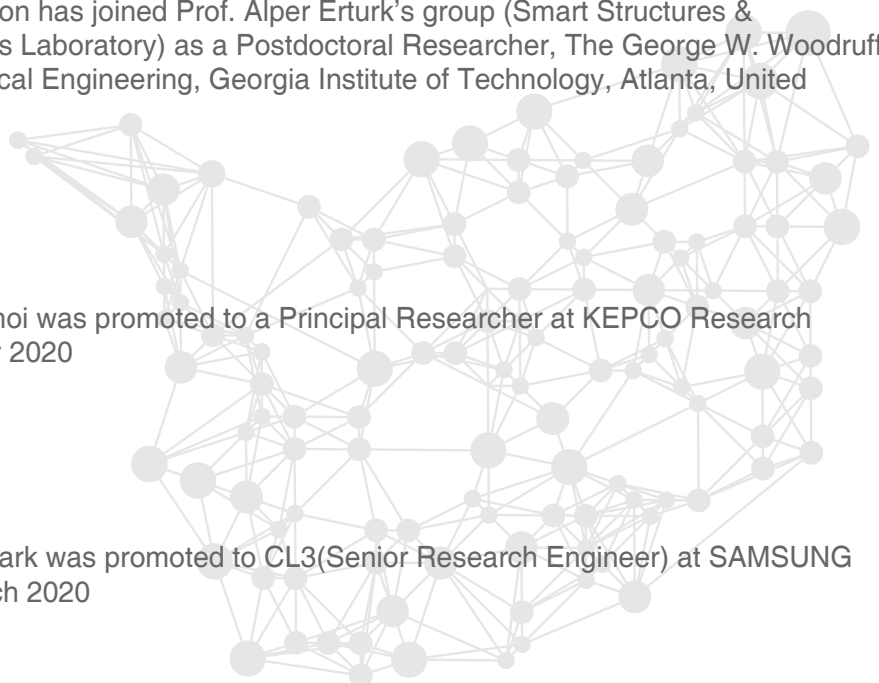 on has joined Prof. Alper Erturk's group (Smart Structures &
s Laboratory) as a Postdoctoral Researcher, The George W. Woodruff
cal Engineering, Georgia Institute of Technology, Atlanta, United
noi was promoted to a Principal Researcher at KEPCO Research
2020
ark was promoted to CL3(Senior Research Engineer) at SAMSUNG
ch 2020